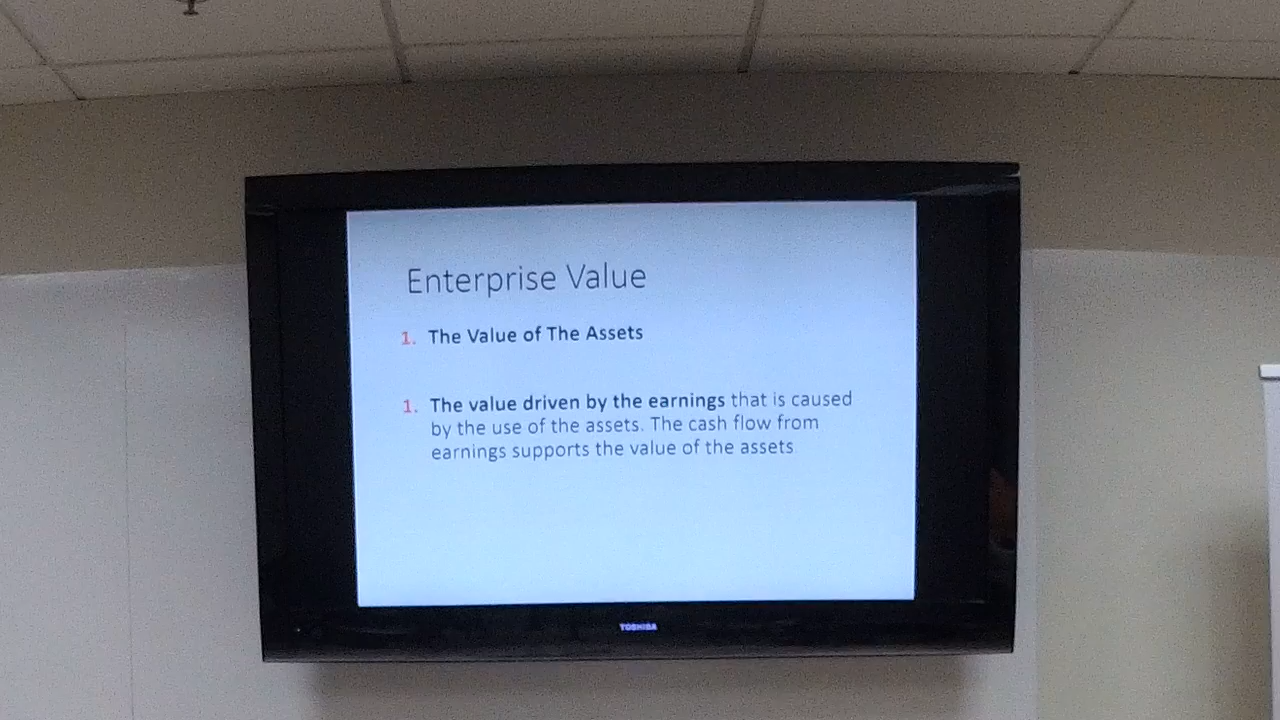 Enterprise Value
1. The Value of The Assets
1. The value driven by the earnings that is caused
by the use of the assets. The cash flow from
earnings supports the value of the assets
TOSHIBA